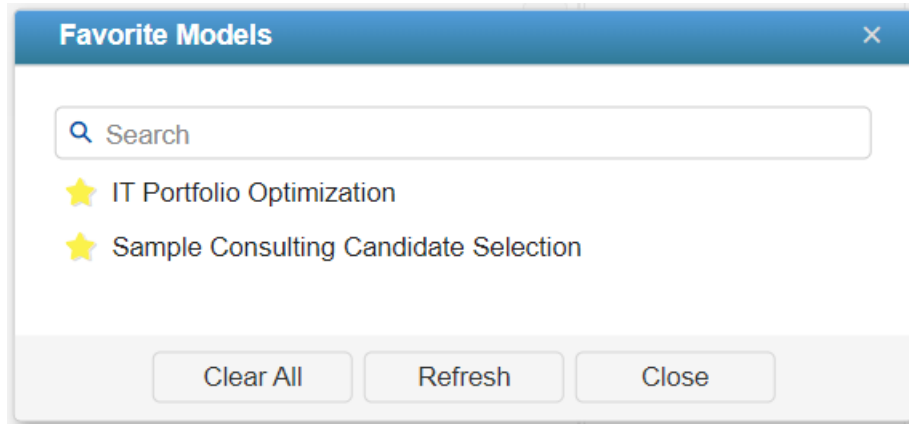 Favorite Models
Search
IT Portfolio Optimization
Sample Consulting Candidate Selection
Clear All Refresh Close